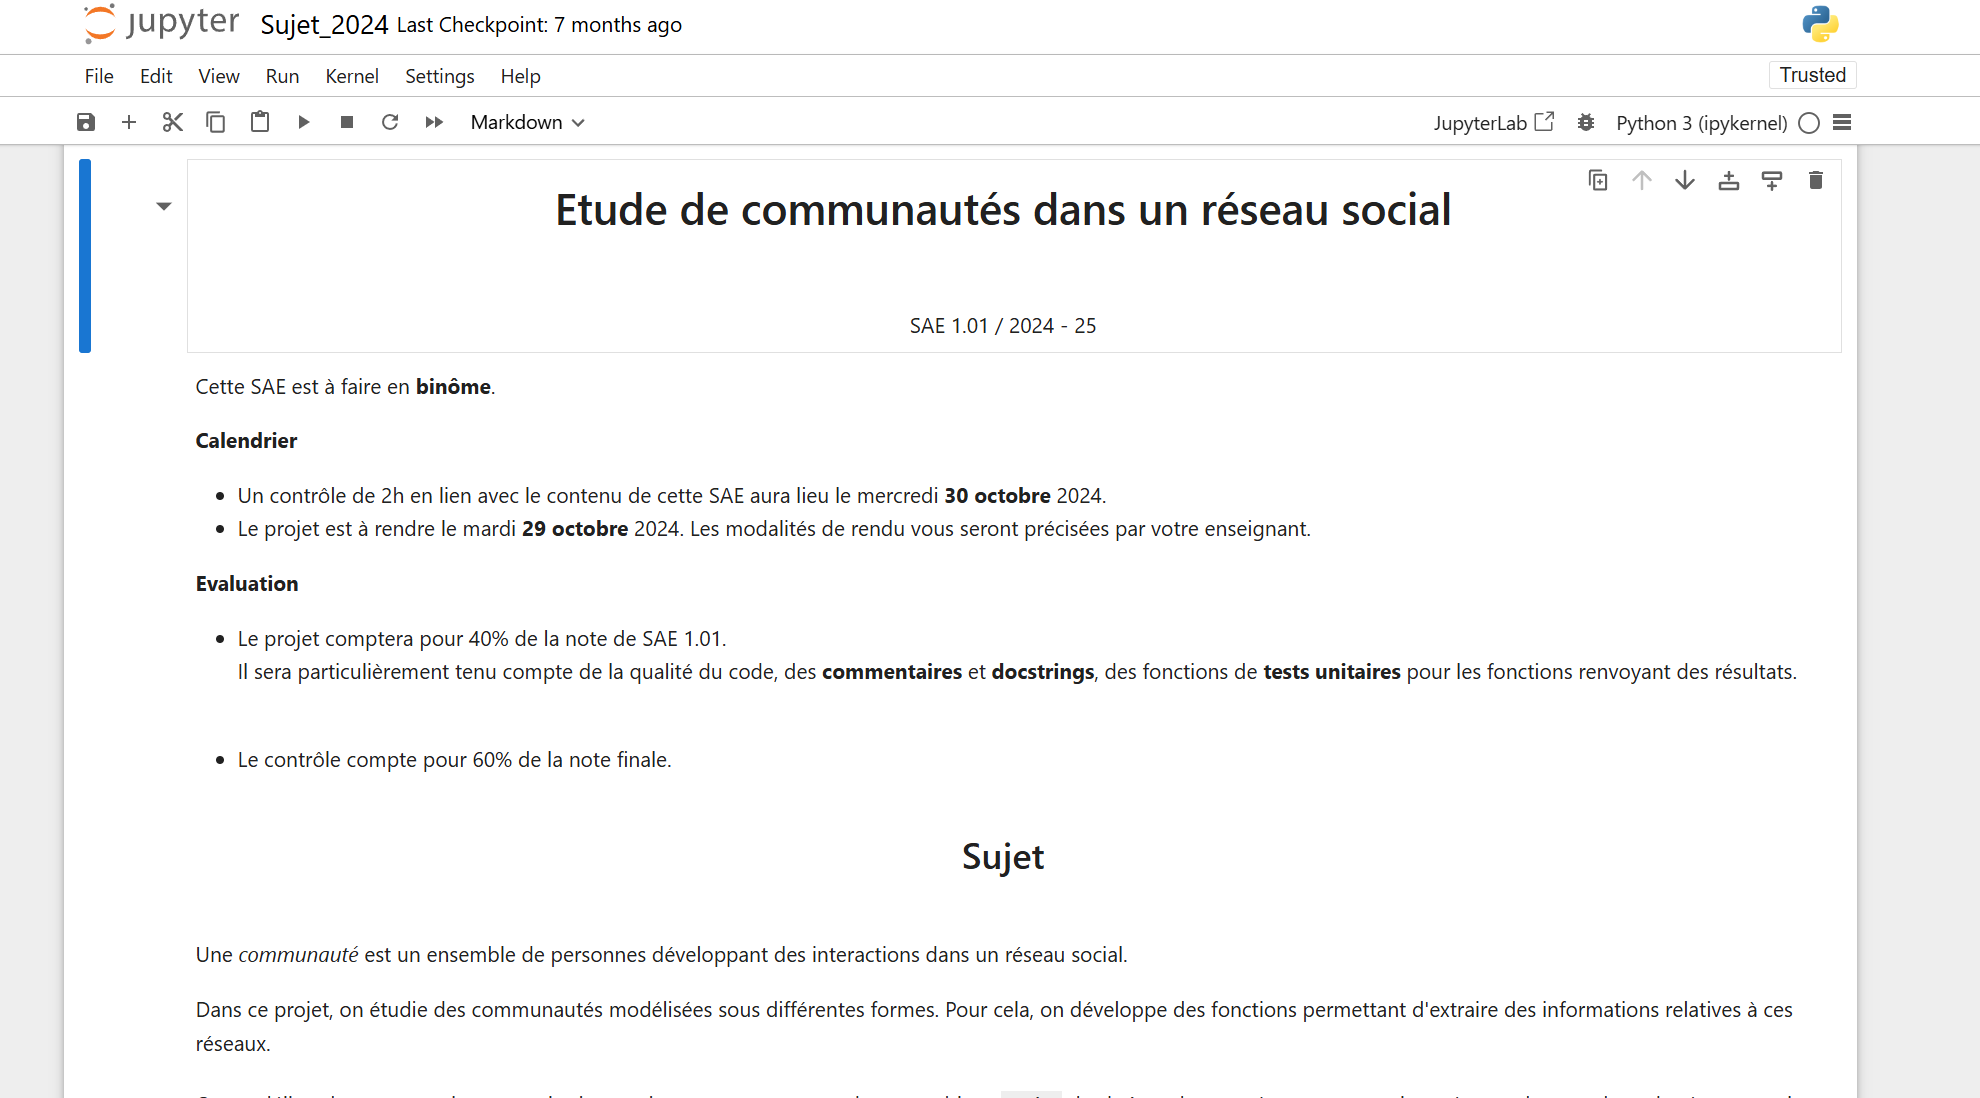 jupyter Sujet_2024 Last Checkpoint: 7 months ago
File Edit View Run Kernel Settings Help Trusted
Markdown JupyterLab Python 3 (ipykernel)
Etude de communautés dans un réseau social
SAE 1.01 / 2024 - 25
Cette SAE est à faire en binôme.
Calendrier
Un contrôle de 2h en lien avec le contenu de cette SAE aura lieu le mercredi 30 octobre 2024.
Le projet est à rendre le mardi 29 octobre 2024. Les modalités de rendu vous seront précisées par votre enseignant.
Evaluation
Le projet comptera pour 40% de la note de SAE 1.01.
Il sera particulièrement tenu compte de la qualité du code, des commentaires et docstrings, des fonctions de tests unitaires pour les fonctions renvoyant des résultats.
Le contrôle compte pour 60% de la note finale.
Sujet
Une communauté est un ensemble de personnes développant des interactions dans un réseau social.
Dans ce projet, on étudie des communautés modélisées sous différentes formes. Pour cela, on développe des fonctions permettant d'extraire des informations relatives à ces
réseaux.